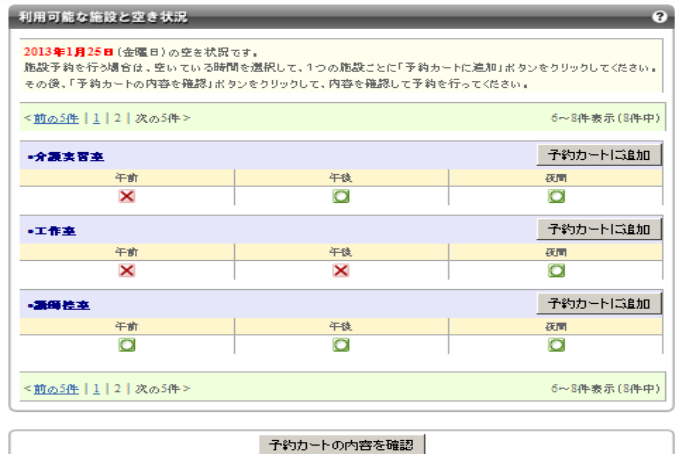 利用可能な施設と空き状況
?
2013年1月25日(金曜日)の空き状況です。
施設予約を行う場合は、空いている時間を選択して、1つの施設ごとに「予約カートに追加」ボタンをクリックしてください。
その後、「予約カートの内容を確認」ボタンをクリックして、内容を確認して予約を行ってください。
<前の5件 | 1 | 2 | 次の5件>
6～8件表示(8件中)
・介護実習室
予約カートに追加
午前 午後 夜間
・工作室
予約カートに追加
午前 午後 夜間
・講師控室
予約カートに追加
午前 午後 夜間
<前の5件 | 1 | 2 | 次の5件>
6～8件表示(8件中)
予約カートの内容を確認